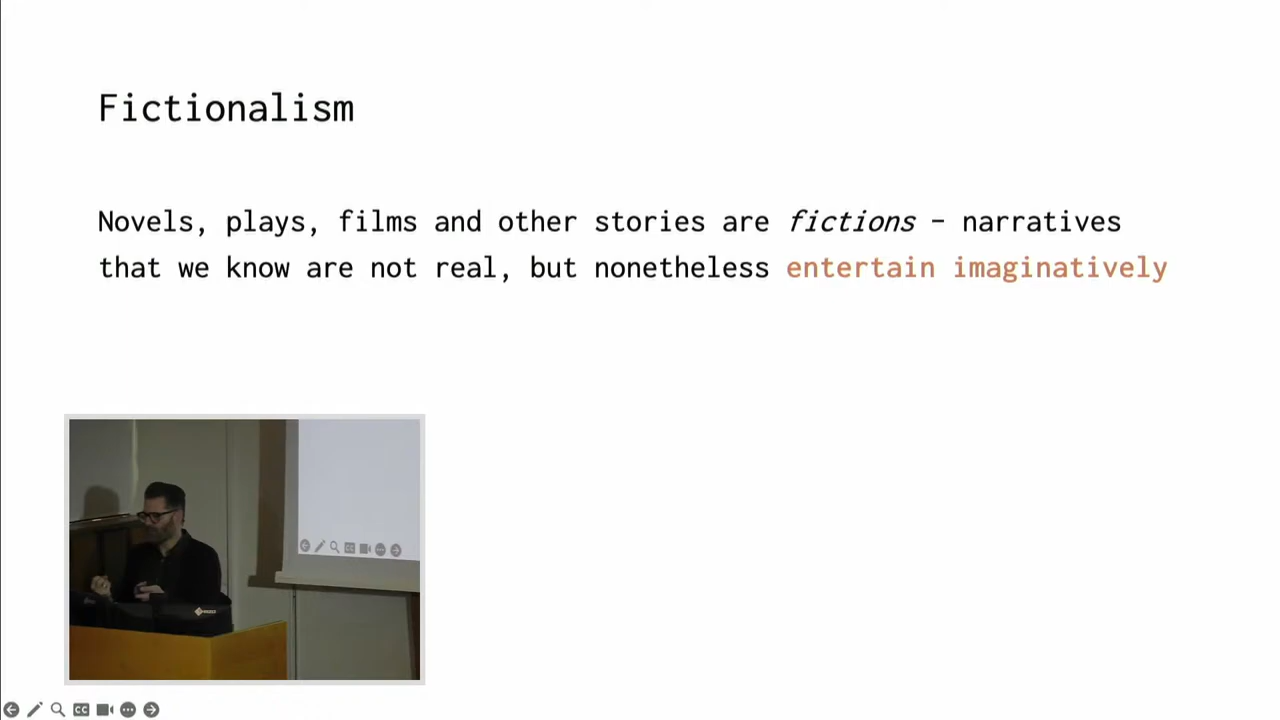 Fictionalism
Novels, plays, films and other stories are fictions – narratives
that we know are not real, but nonetheless entertain imaginatively